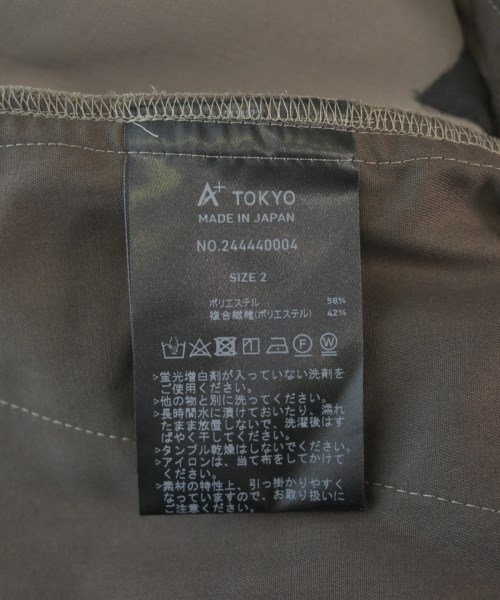 A+ TOKYO
MADE IN JAPAN
NO.244440004
SIZE 2
ポリエステル 58%
複合繊維(ポリエステル) 42%
>蛍光増白剤が入っていない洗剤を
ご使用ください。
>他の物と別に洗ってください。
>長時間水に漬けておいたり、濡れ
たまま放置しないで、洗濯後はす
ばやく干してください。
>タンブル乾燥はしないでください。
>アイロンは、当て布をしてかけて
ください。
>素材の特性上、引っ掛かりやすく
なっていますので、お取り扱いに
ご注意ください。